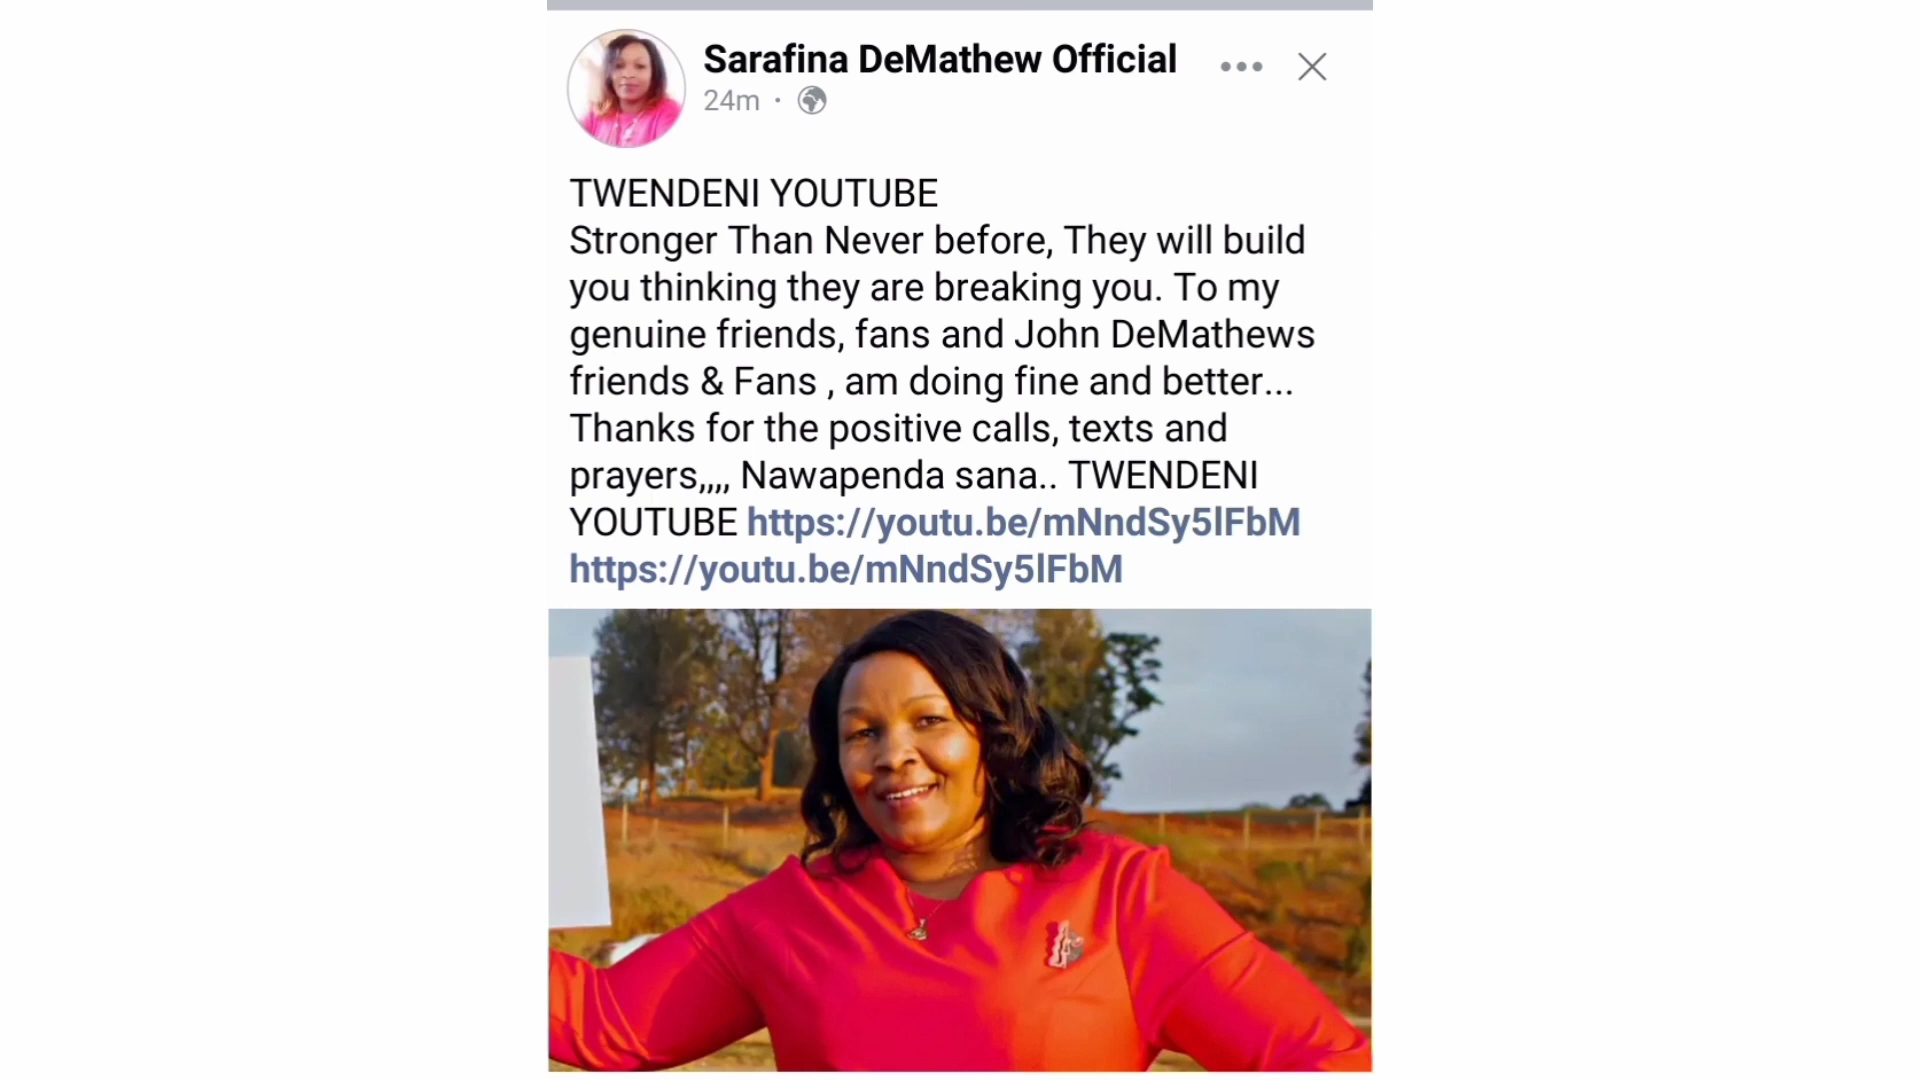 Sarafina DeMathew Official
24m ·
TWENDENI YOUTUBE
Stronger Than Never before, They will build
you thinking they are breaking you. To my
genuine friends, fans and John DeMathews
friends & Fans , am doing fine and better...
Thanks for the positive calls, texts and
prayers,,,, Nawapenda sana.. TWENDENI
YOUTUBE https://youtu.be/mNndSy5lFbM
https://youtu.be/mNndSy5lFbM